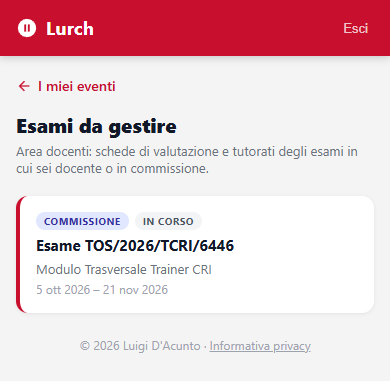 Lurch
Esci
← I miei eventi
Esami da gestire
Area docenti: schede di valutazione e tutorati degli esami in
cui sei docente o in commissione.
COMMISSIONE
IN CORSO
Esame TOS/2026/TCRI/6446
Modulo Trasversale Trainer CRI
5 ott 2026 – 21 nov 2026
© 2026 Luigi D'Acunto · Informativa privacy